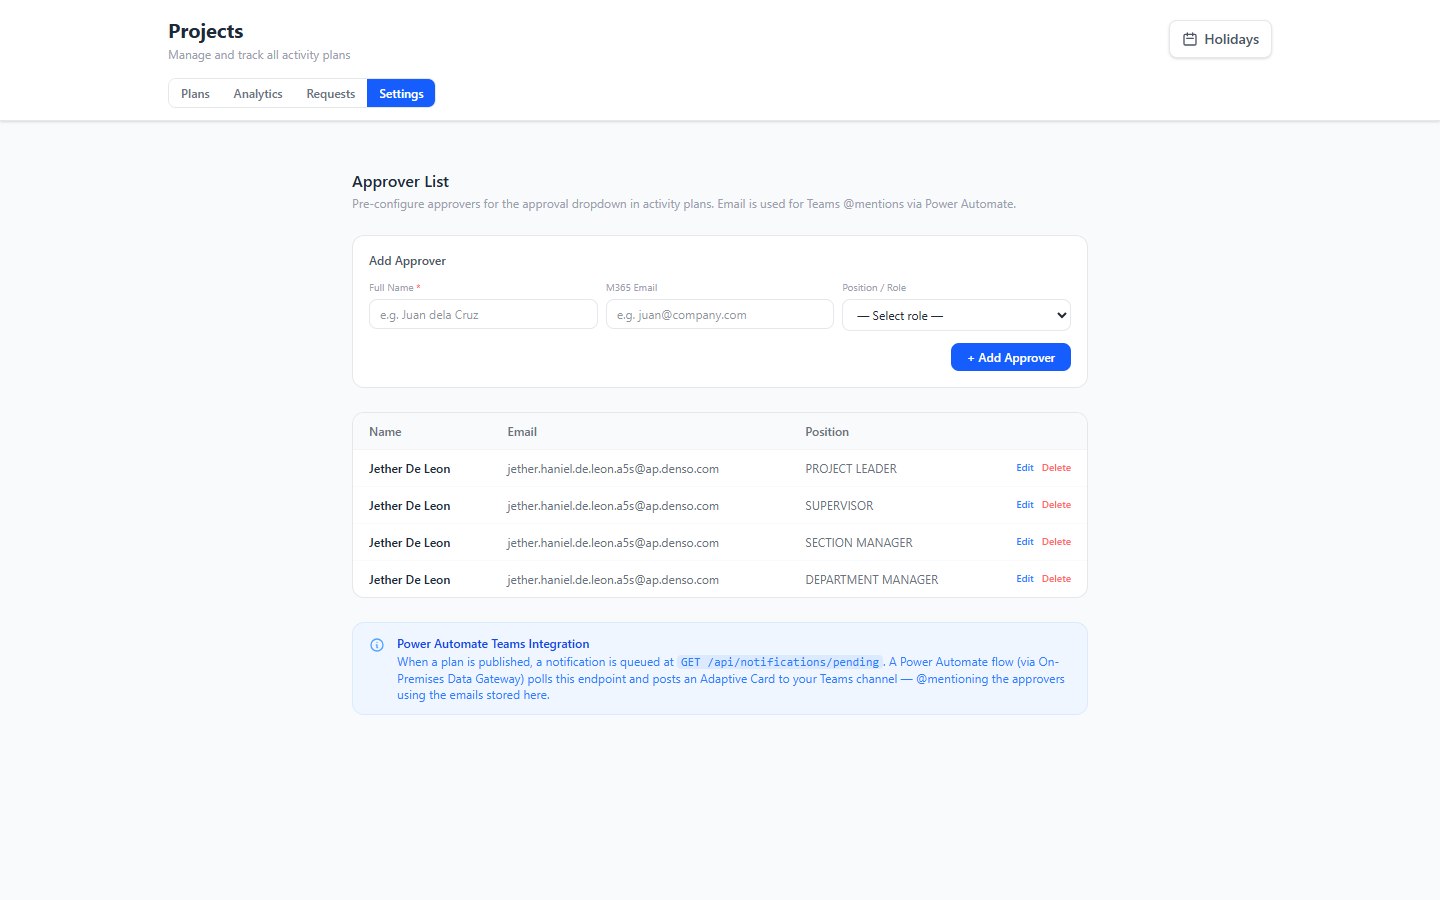 Projects
Manage and track all activity plans
Holidays
Plans Analytics Requests Settings
Approver List
Pre-configure approvers for the approval dropdown in activity plans. Email is used for Teams @mentions via Power Automate.
Add Approver
Full Name * M365 Email Position / Role
e.g. Juan dela Cruz e.g. juan@company.com — Select role —
+ Add Approver
Name Email Position
Jether De Leon jether.haniel.de.leon.a5s@ap.denso.com PROJECT LEADER Edit Delete
Jether De Leon jether.haniel.de.leon.a5s@ap.denso.com SUPERVISOR Edit Delete
Jether De Leon jether.haniel.de.leon.a5s@ap.denso.com SECTION MANAGER Edit Delete
Jether De Leon jether.haniel.de.leon.a5s@ap.denso.com DEPARTMENT MANAGER Edit Delete
Power Automate Teams Integration
When a plan is published, a notification is queued at GET /api/notifications/pending. A Power Automate flow (via On-
Premises Data Gateway) polls this endpoint and posts an Adaptive Card to your Teams channel — @mentioning the approvers
using the emails stored here.